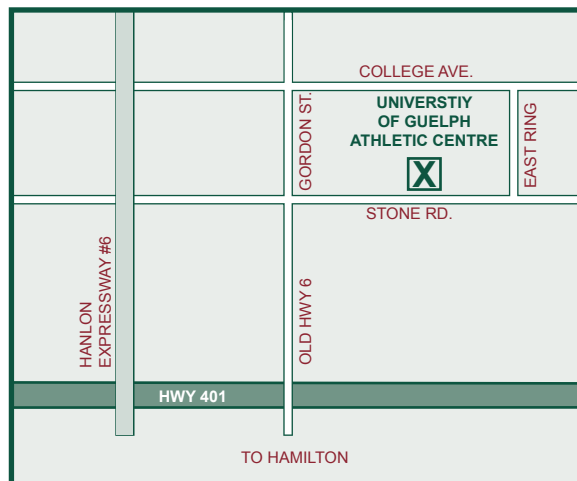 COLLEGE AVE.
UNIVERSTIY
OF GUELPH
ATHLETIC CENTRE
X
GORDON ST.
EAST RING
STONE RD.
HANLON
EXPRESSWAY #6
OLD HWY 6
HWY 401
TO HAMILTON